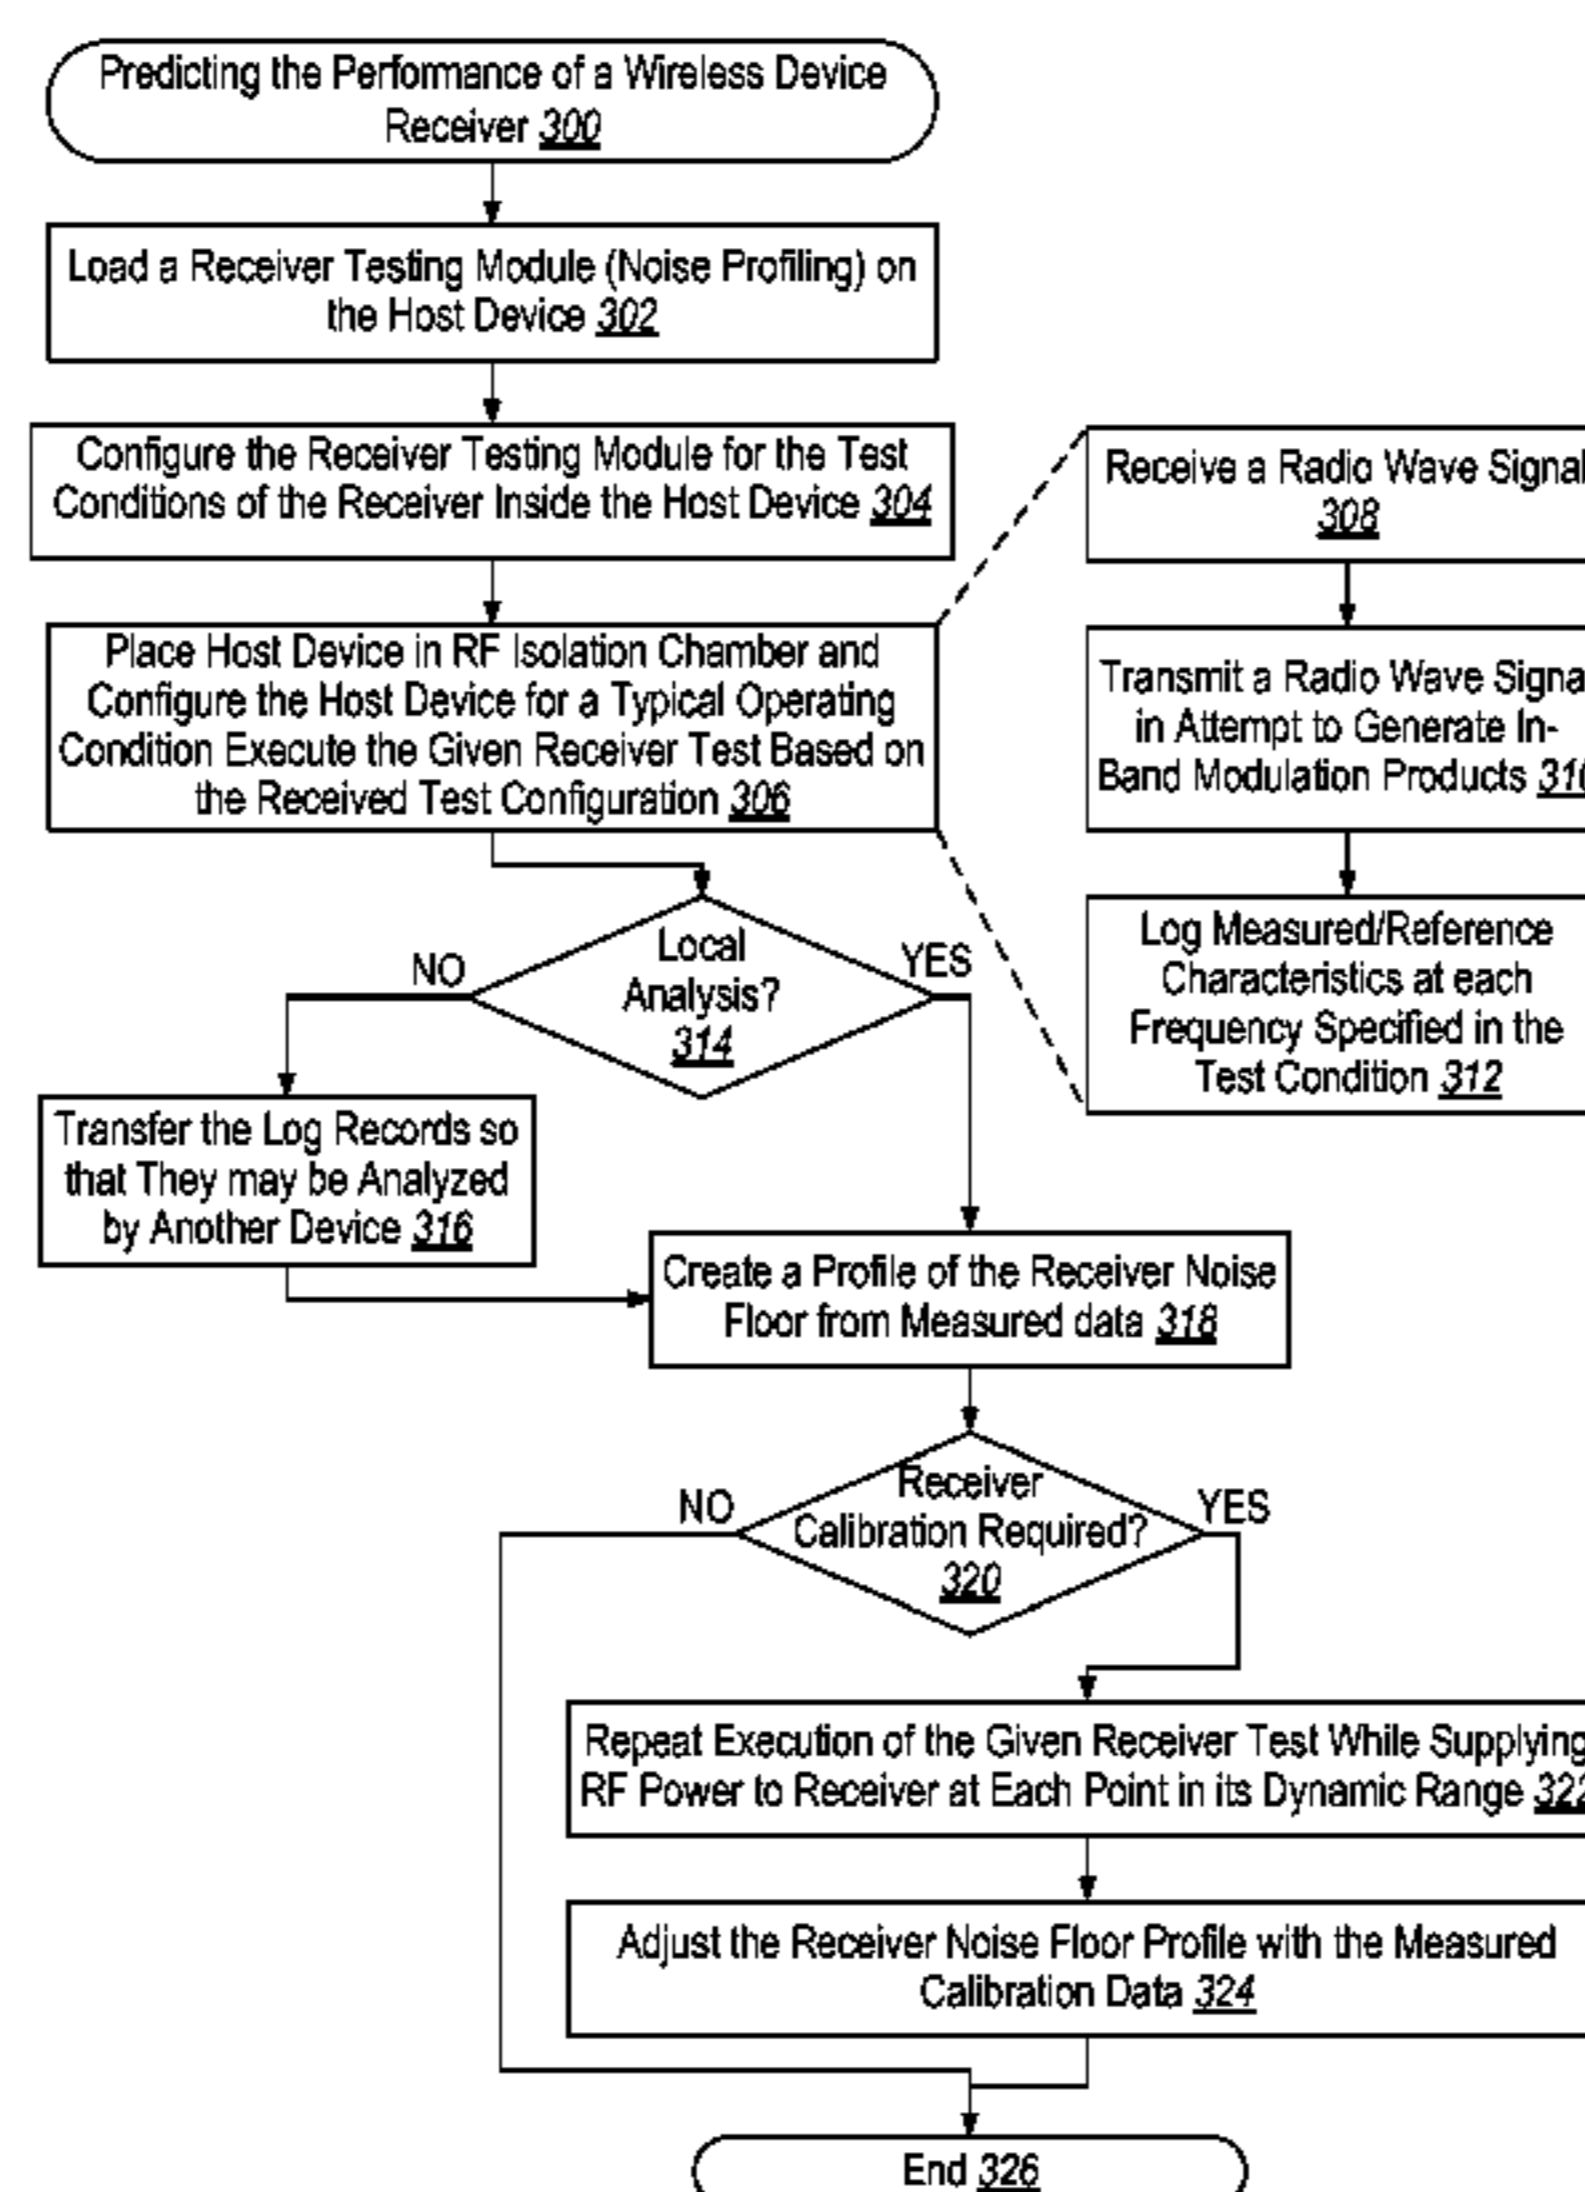 Predicting the Performance of a Wireless Device
Receiver 300
Load a Receiver Testing Module (Noise Profiling) on
the Host Device 302
Configure the Receiver Testing Module for the Test
Conditions of the Receiver Inside the Host Device 304
Place Host Device in RF Isolation Chamber and
Configure the Host Device for a Typical Operating
Condition Execute the Given Receiver Test Based on
the Received Test Configuration 306
Receive a Radio Wave Signal
308
Transmit a Radio Wave Signa
in Attempt to Generate In-
Band Modulation Products 310
Log Measured/Reference
Characteristics at each
Frequency Specified in the
Test Condition 312
Local
Analysis?
314
NO
YES
Transfer the Log Records so
that They may be Analyzed
by Another Device 316
Create a Profile of the Receiver Noise
Floor from Measured data 318
Receiver
Calibration Required?
320
NO
YES
Repeat Execution of the Given Receiver Test While Supplying
RF Power to Receiver at Each Point in its Dynamic Range 322
Adjust the Receiver Noise Floor Profile with the Measured
Calibration Data 324
End 326